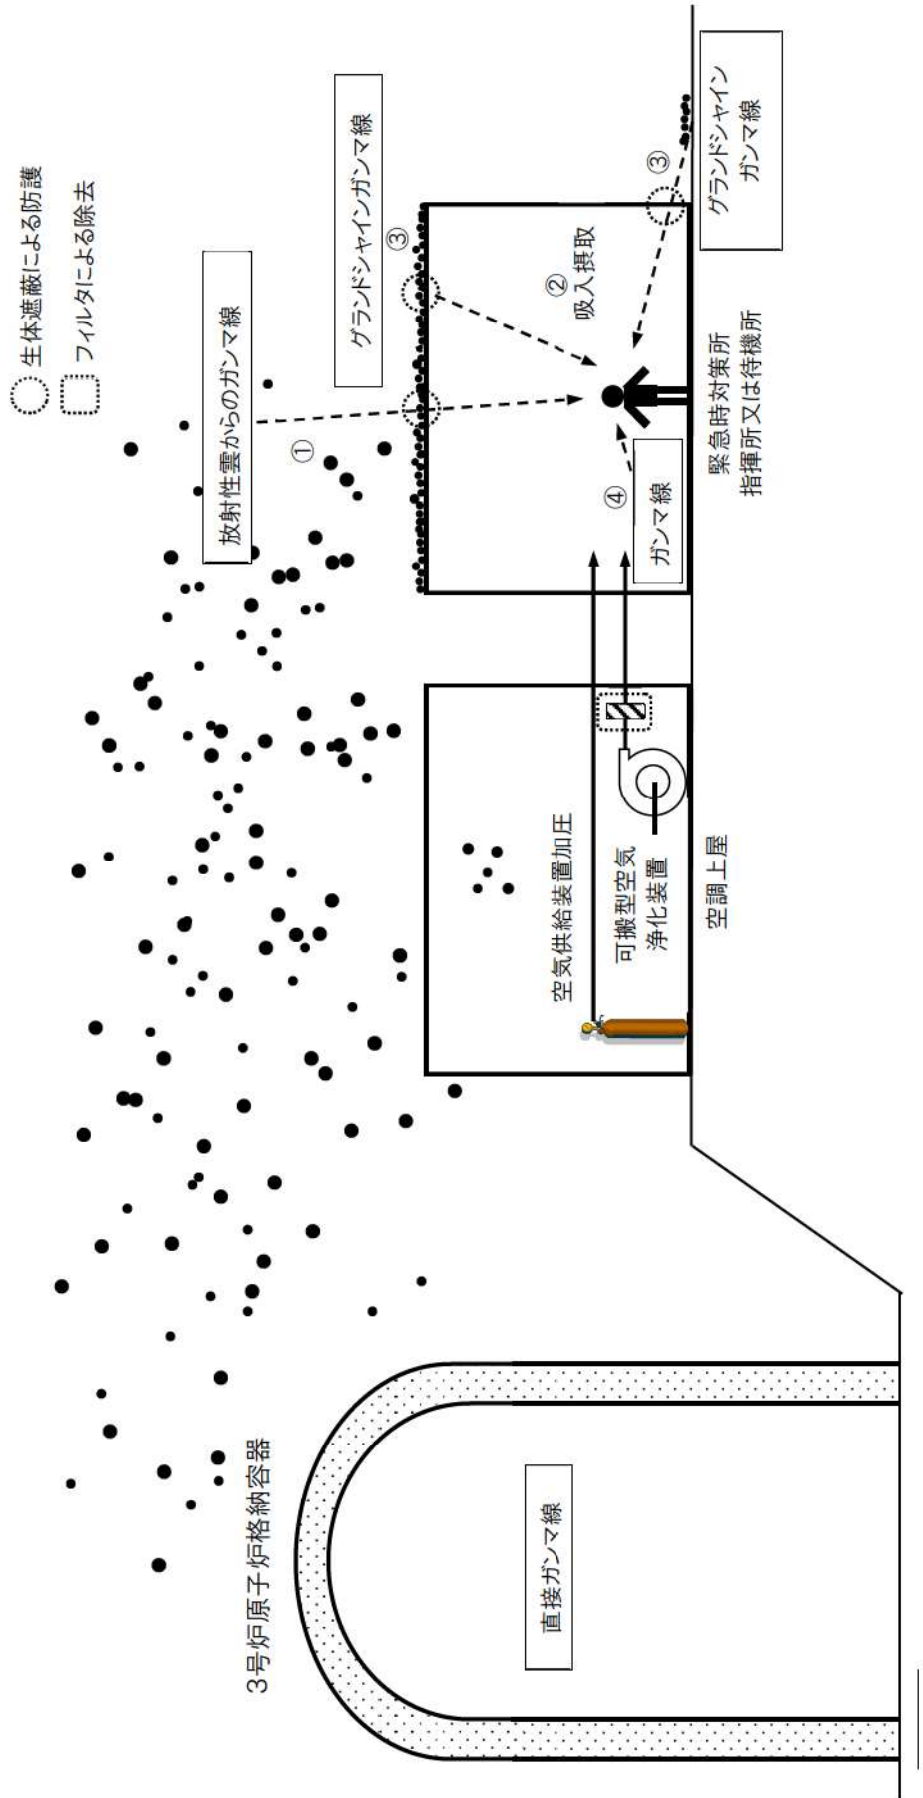 生体遮蔽による防護
フィルタによる除去
放射性雲からのガンマ線
グランドシャインガンマ線
①
③
②
吸入摂取
③
④
ガンマ線
グランドシャイン
ガンマ線
緊急時対策所
指揮所又は待機所
空気供給装置加圧
可搬型空気
浄化装置
空調上屋
3号炉原子炉格納容器
直接ガンマ線